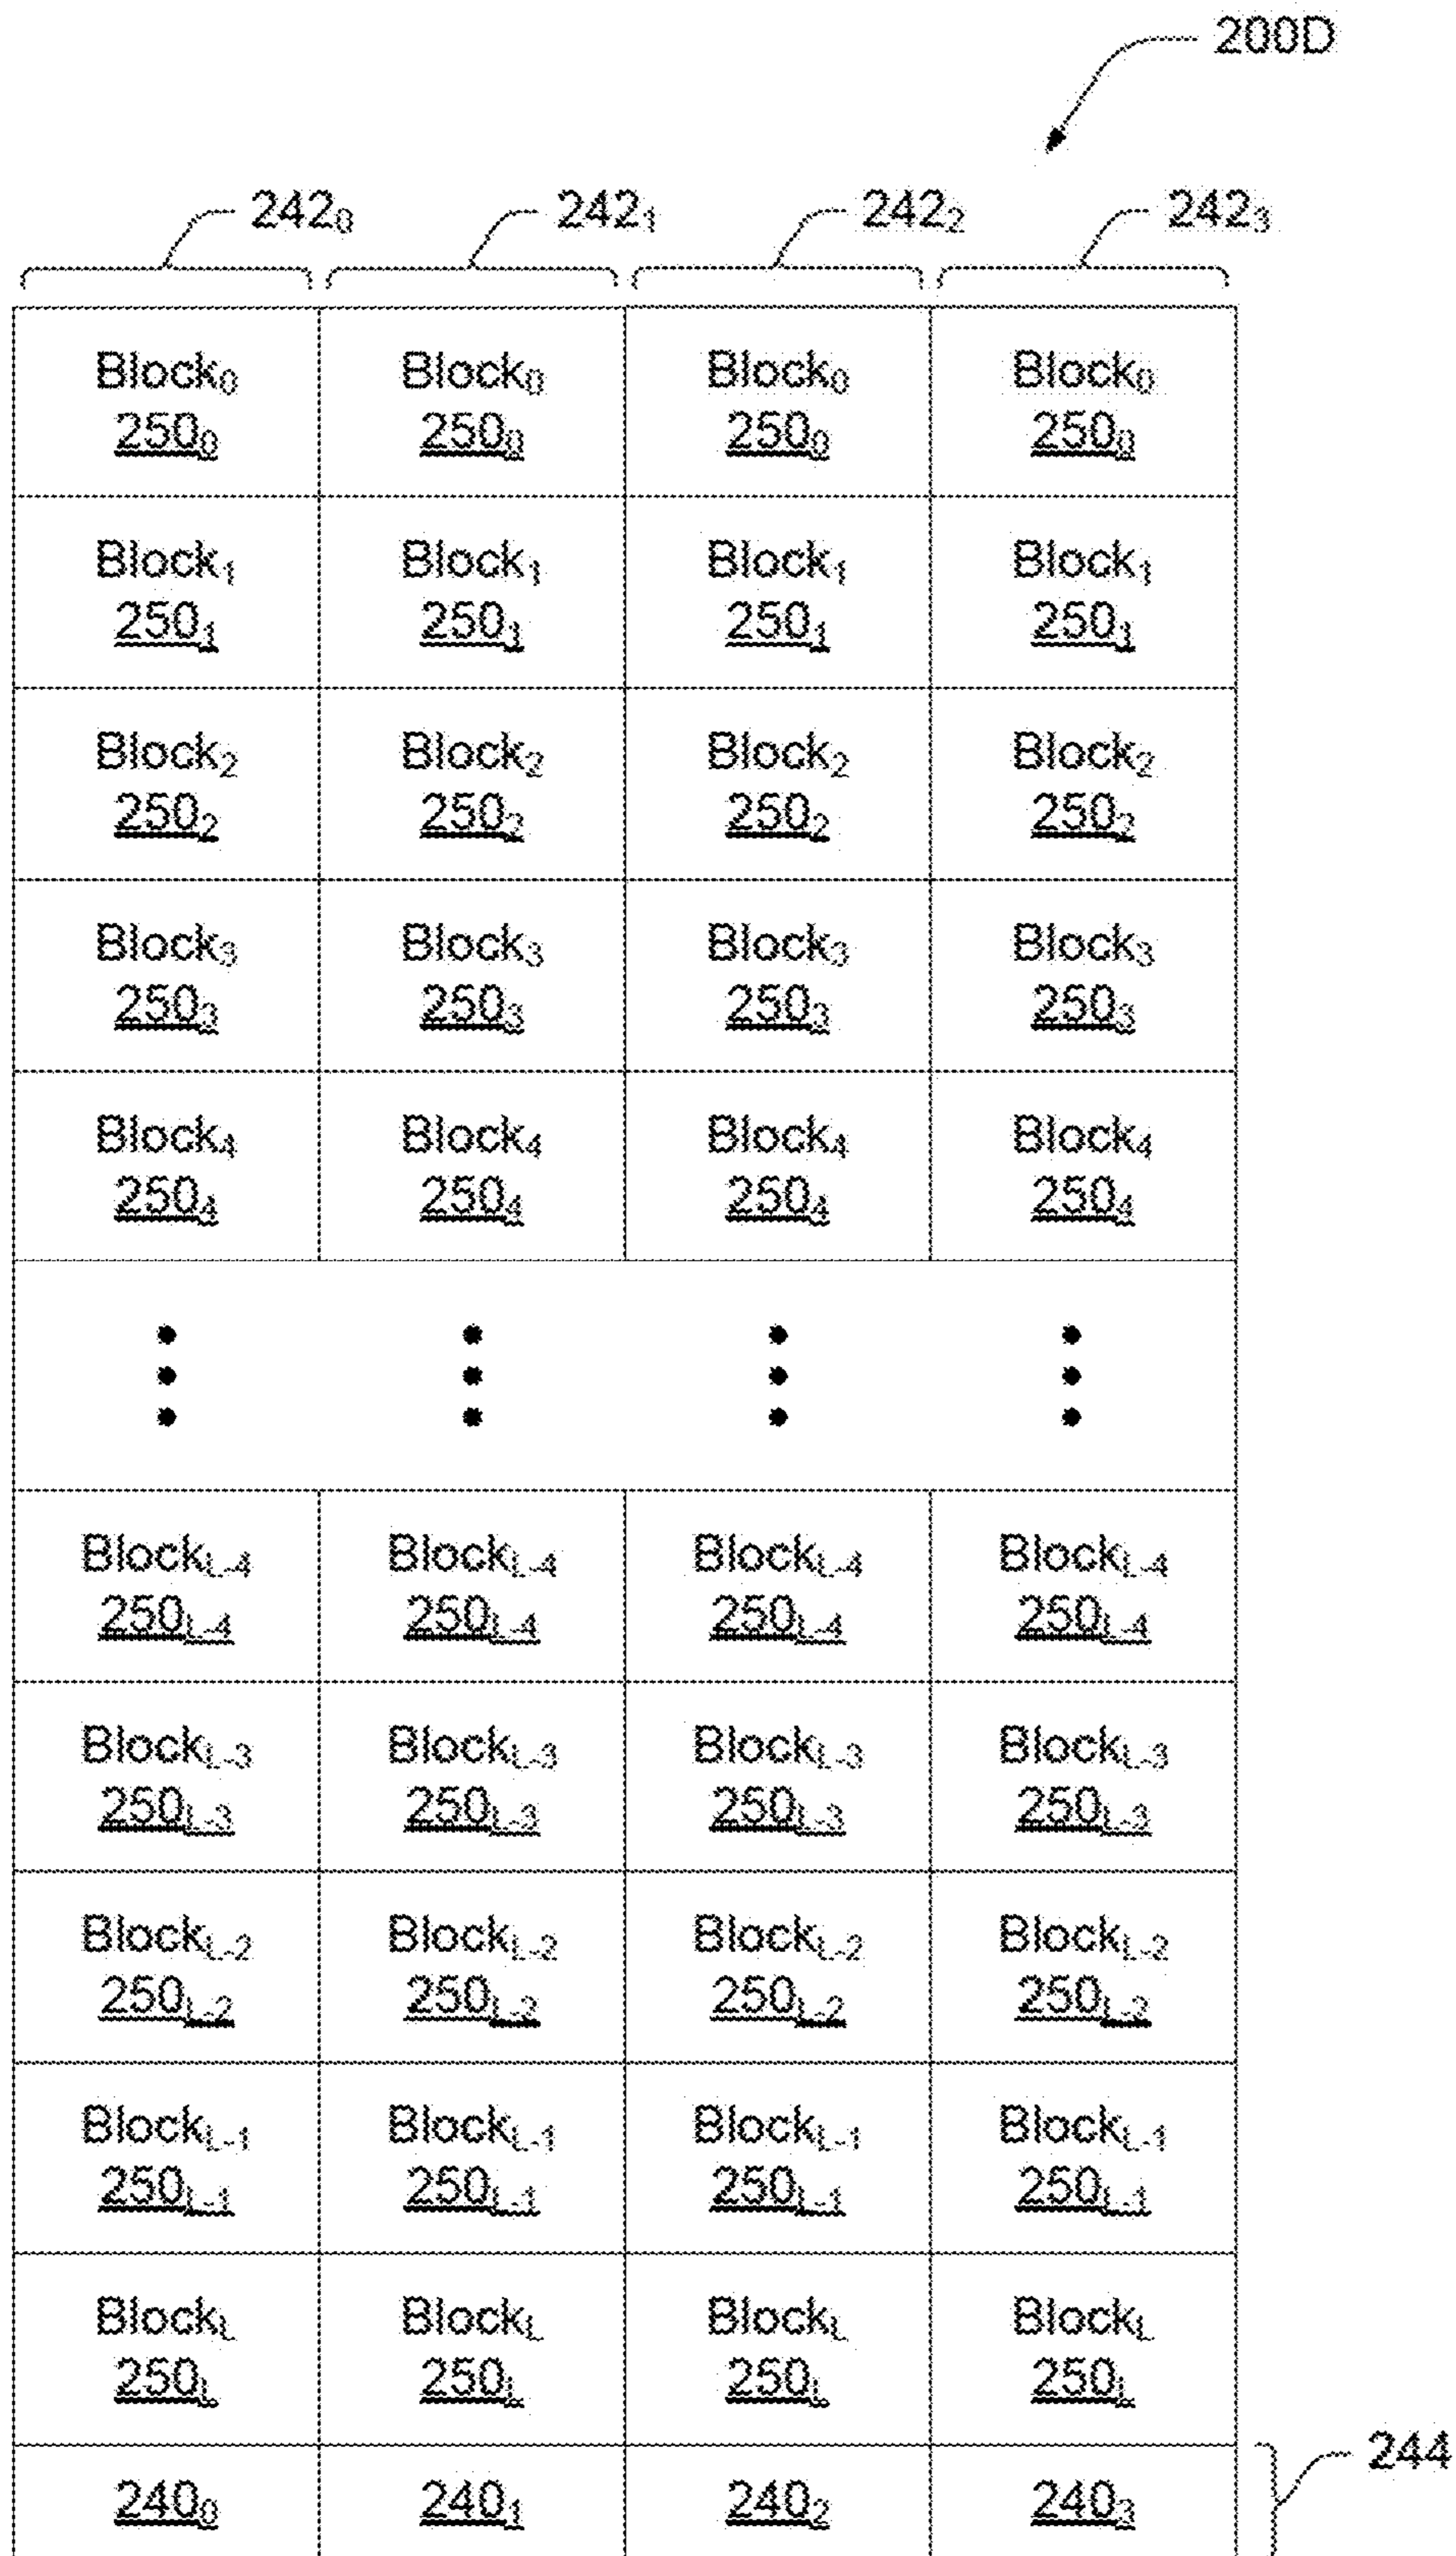 200D
242₀ 242₁ 242₂ 242₃
Block₀ Block₀ Block₀ Block₀
250₀ 250₀ 250₀ 250₀
Block₁ Block₁ Block₁ Block₁
250₁ 250₁ 250₁ 250₁
Block₂ Block₂ Block₂ Block₂
250₂ 250₂ 250₂ 250₂
Block₃ Block₃ Block₃ Block₃
250₃ 250₃ 250₃ 250₃
Block₄ Block₄ Block₄ Block₄
250₄ 250₄ 250₄ 250₄
Block_L-4 Block_L-4 Block_L-4 Block_L-4
250_L-4 250_L-4 250_L-4 250_L-4
Block_L-3 Block_L-3 Block_L-3 Block_L-3
250_L-3 250_L-3 250_L-3 250_L-3
Block_L-2 Block_L-2 Block_L-2 Block_L-2
250_L-2 250_L-2 250_L-2 250_L-2
Block_L-1 Block_L-1 Block_L-1 Block_L-1
250_L-1 250_L-1 250_L-1 250_L-1
Block_L Block_L Block_L Block_L
250_L 250_L 250_L 250_L
244
240₀ 240₁ 240₂ 240₃